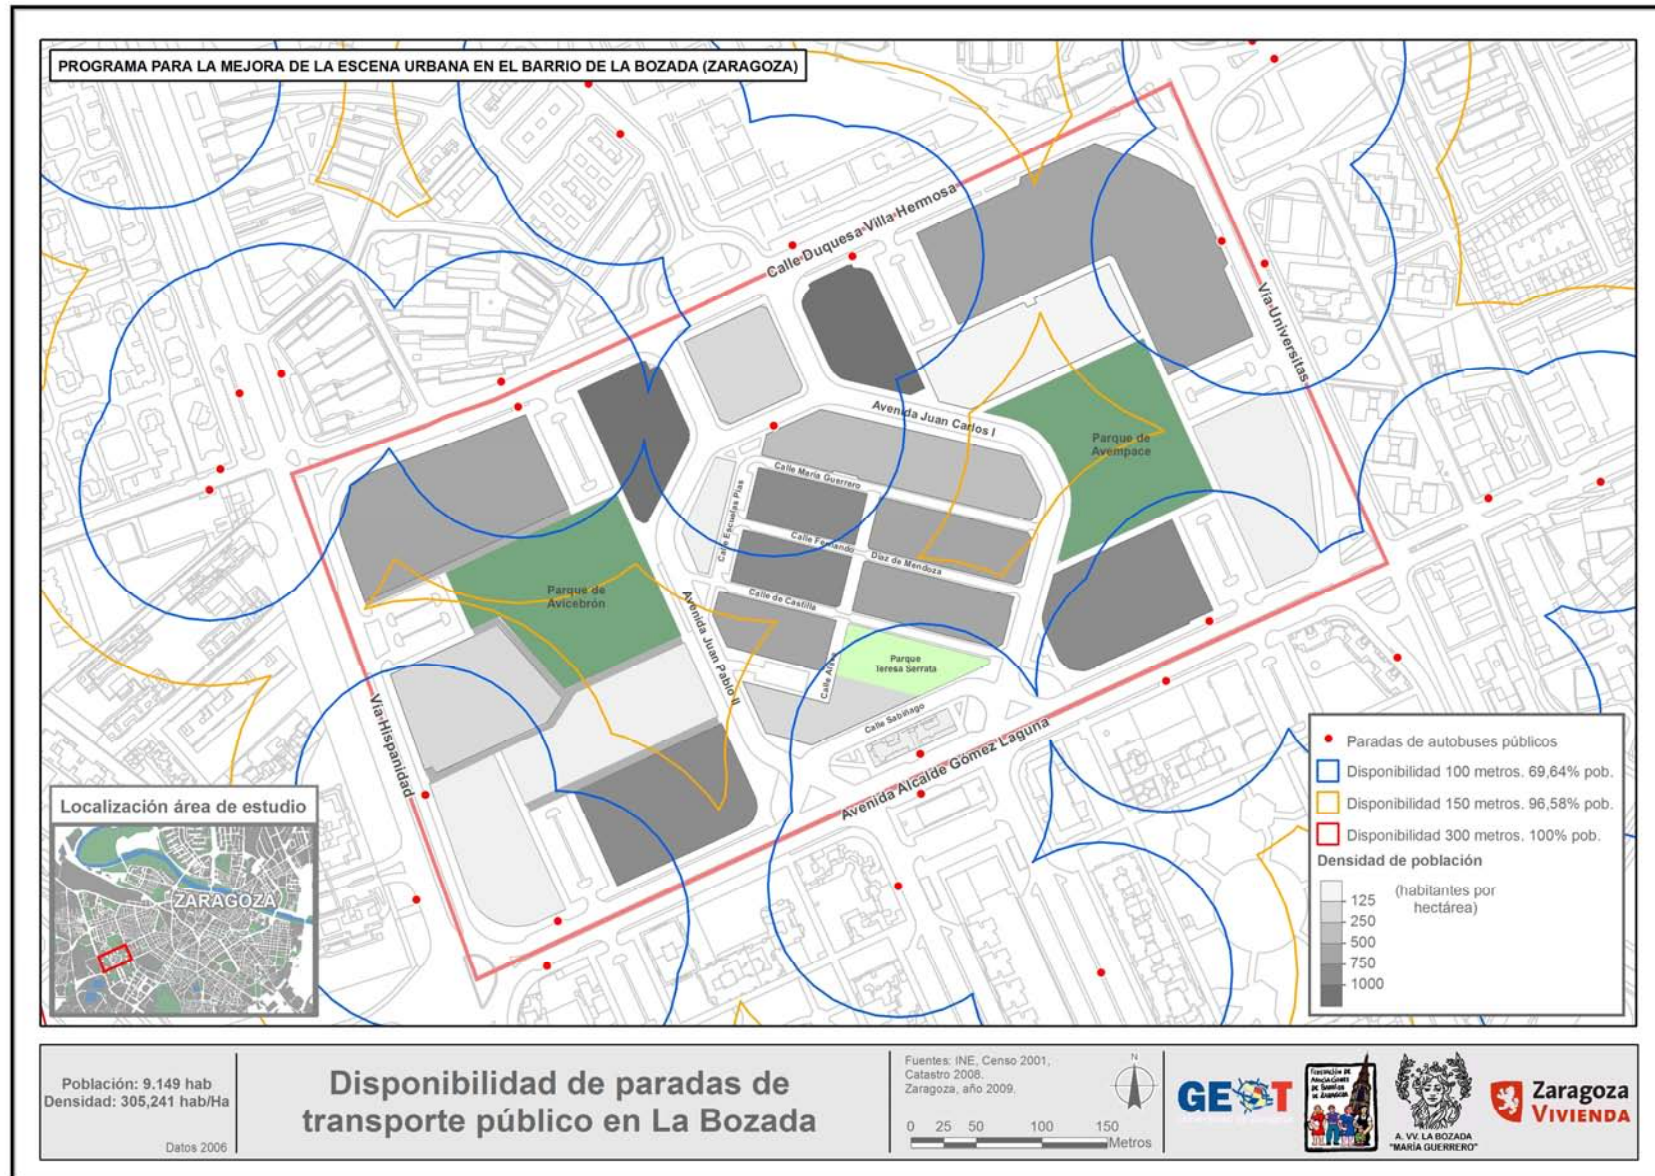 PROGRAMA PARA LA MEJORA DE LA ESCENA URBANA EN EL BARRIO DE LA BOZADA (ZARAGOZA)
Calle Duquesa Villa Hermosa
Vía Universitas
Avenida Juan Carlos I
Parque de
Avempace
Calle María Guerrero
Calle Escuelas Pías
Calle Fernando Díaz de Mendoza
Calle de Castilla
Parque de
Avicebrón
Avenida Juan Pablo II
Parque
Teresa Serrata
Calle Sabiñago
Vía Hispanidad
Avenida Alcalde Gómez Laguna
Paradas de autobuses públicos
Disponibilidad 100 metros. 69,64% pob.
Disponibilidad 150 metros. 96,58% pob.
Disponibilidad 300 metros. 100% pob.
Densidad de población
(habitantes por
hectárea)
125
250
500
750
1000
Localización área de estudio
ZARAGOZA
Población: 9.149 hab
Densidad: 305,241 hab/Ha
Datos 2006
Disponibilidad de paradas de
transporte público en La Bozada
Fuentes: INE, Censo 2001,
Catastro 2008.
Zaragoza, año 2009.
N
0 25 50 100 150
Metros
GEOT
FEDERACIÓN DE
ASOCIACIONES
DE BARRIOS
DE ZARAGOZA
A. VV. LA BOZADA
"MARÍA GUERRERO"
Zaragoza
VIVIENDA